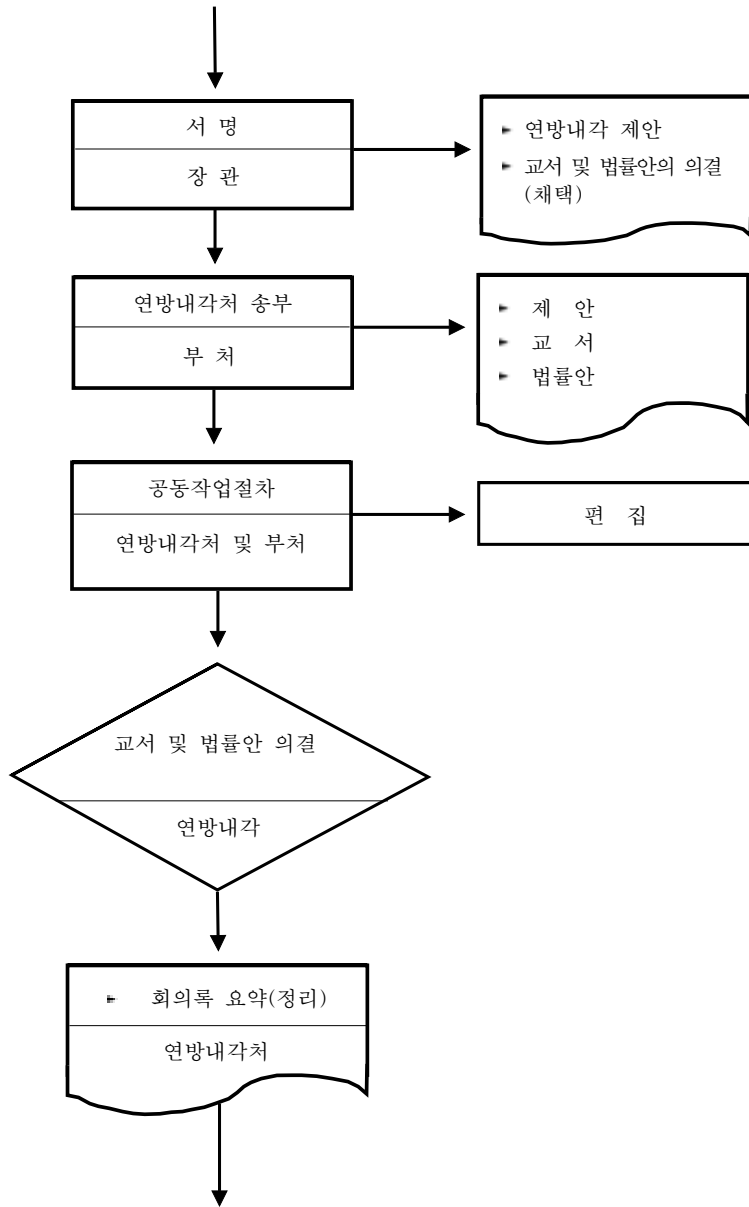 서 명
장 관
▶ 연방내각 제안
▶ 교서 및 법률안의 의결
(채택)
연방내각처 송부
부 처
▶ 제 안
▶ 교 서
▶ 법률안
공동작업절차
연방내각처 및 부처
편 집
교서 및 법률안 의결
연방내각
▶ 회의록 요약(정리)
연방내각처